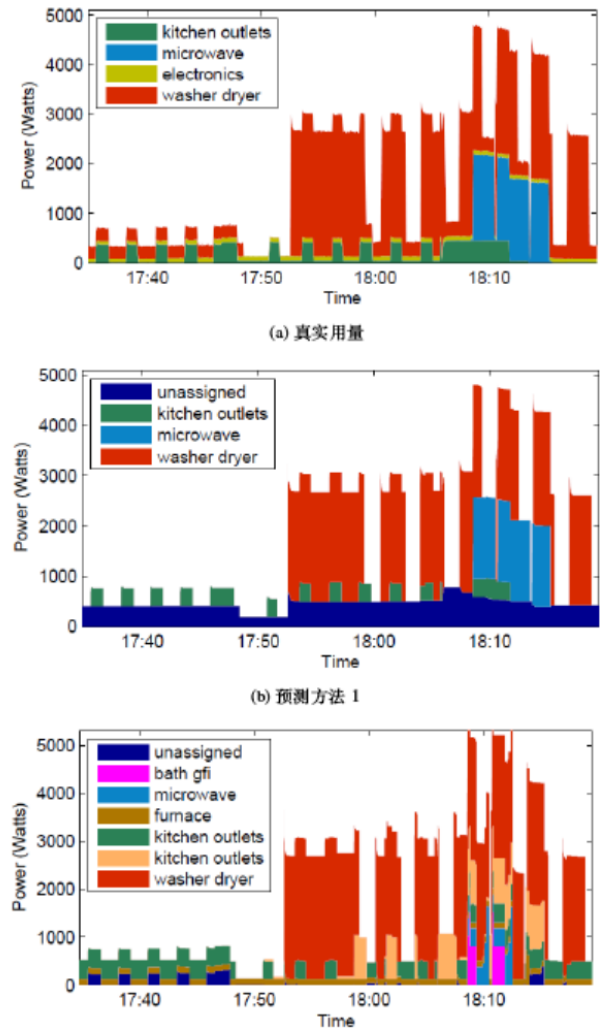 5000
4000
3000
2000
1000
0
Power (Watts)
kitchen outlets
microwave
electronics
washer dryer
17:40 17:50 18:00 18:10
Time
(a) 真实用量
5000
4000
3000
2000
1000
0
Power (Watts)
unassigned
kitchen outlets
microwave
washer dryer
17:40 17:50 18:00 18:10
Time
(b) 预测方法 1
5000
4000
3000
2000
1000
0
Power (Watts)
unassigned
bath gfi
microwave
furnace
kitchen outlets
kitchen outlets
washer dryer
17:40 17:50 18:00 18:10